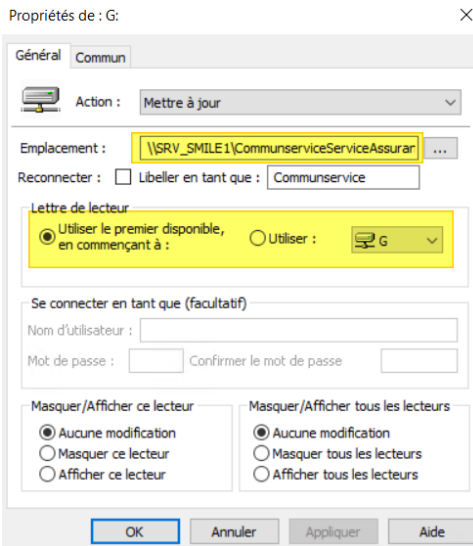 Propriétés de : G:
Général Commun
Action : Mettre à jour
Emplacement : \\SRV_SMILE1\CommunserviceServiceAssurar ...
Reconnecter : Libeller en tant que : Communservice
Lettre de lecteur
Utiliser le premier disponible,
en commençant à :
Utiliser : G
Se connecter en tant que (facultatif)
Nom d'utilisateur :
Mot de passe : Confirmer le mot de passe
Masquer/Afficher ce lecteur
Aucune modification
Masquer ce lecteur
Afficher ce lecteur
Masquer/Afficher tous les lecteurs
Aucune modification
Masquer tous les lecteurs
Afficher tous les lecteurs
OK Annuler Appliquer Aide